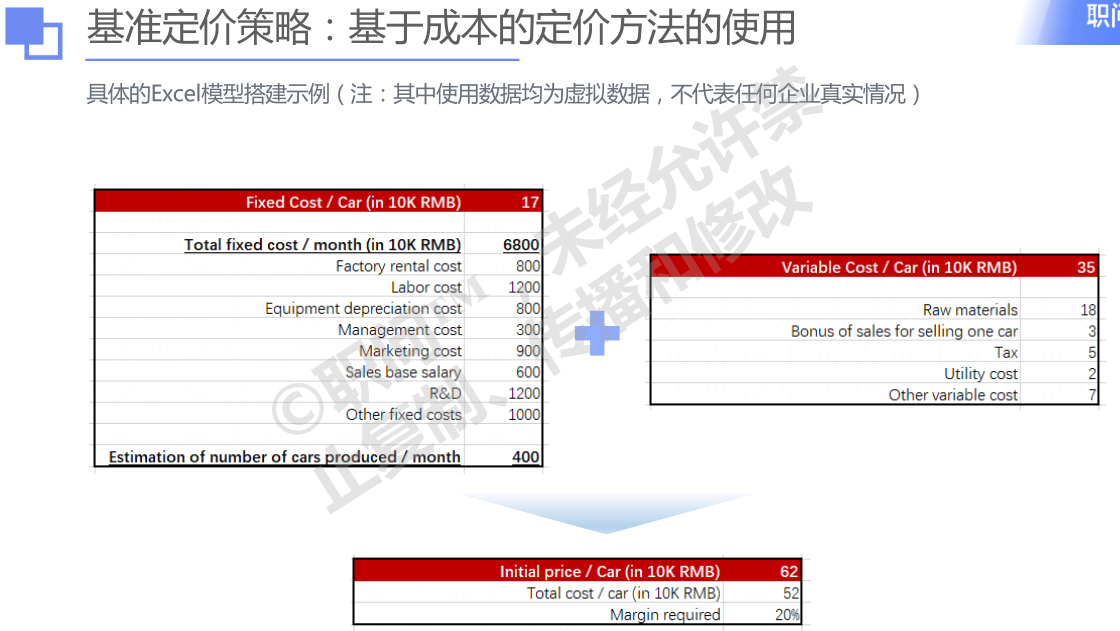 基准定价策略：基于成本的定价方法的使用
职问
具体的Excel模型搭建示例（注：其中使用数据均为虚拟数据，不代表任何企业真实情况）
Fixed Cost / Car (in 10K RMB) 17
Total fixed cost / month (in 10K RMB) 6800
Factory rental cost 800
Labor cost 1200
Equipment depreciation cost 800
Management cost 300
Marketing cost 900
Sales base salary 600
R&D 1200
Other fixed costs 1000
Estimation of number of cars produced / month 400
Variable Cost / Car (in 10K RMB) 35
Raw materials 18
Bonus of sales for selling one car 3
Tax 5
Utility cost 2
Other variable cost 7
Initial price / Car (in 10K RMB) 62
Total cost / car (in 10K RMB) 52
Margin required 20%
©职问™，未经允许禁
止复制、传播和修改